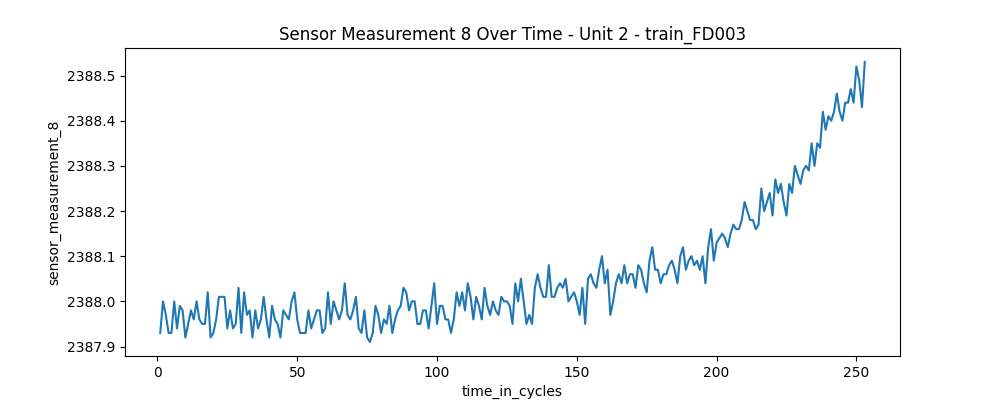 Sensor Measurement 8 Over Time - Unit 2 - train_FD003
sensor_measurement_8
2388.5
2388.4
2388.3
2388.2
2388.1
2388.0
2387.9
0 50 100 150 200 250
time_in_cycles